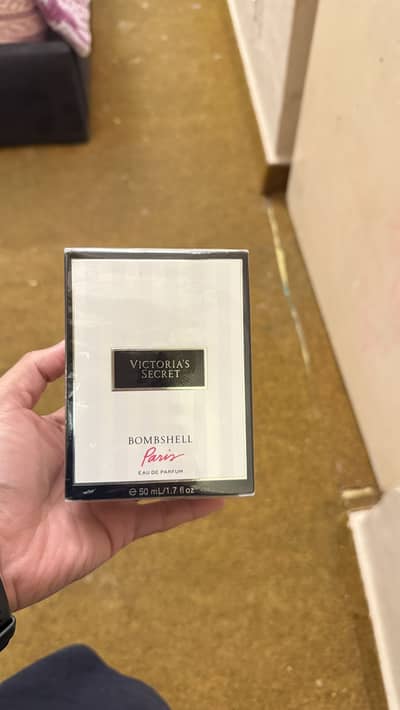 VICTORIA'S
SECRET
BOMBSHELL
Paris
EAU DE PARFUM
℮ 50 mL/1.7 fl oz